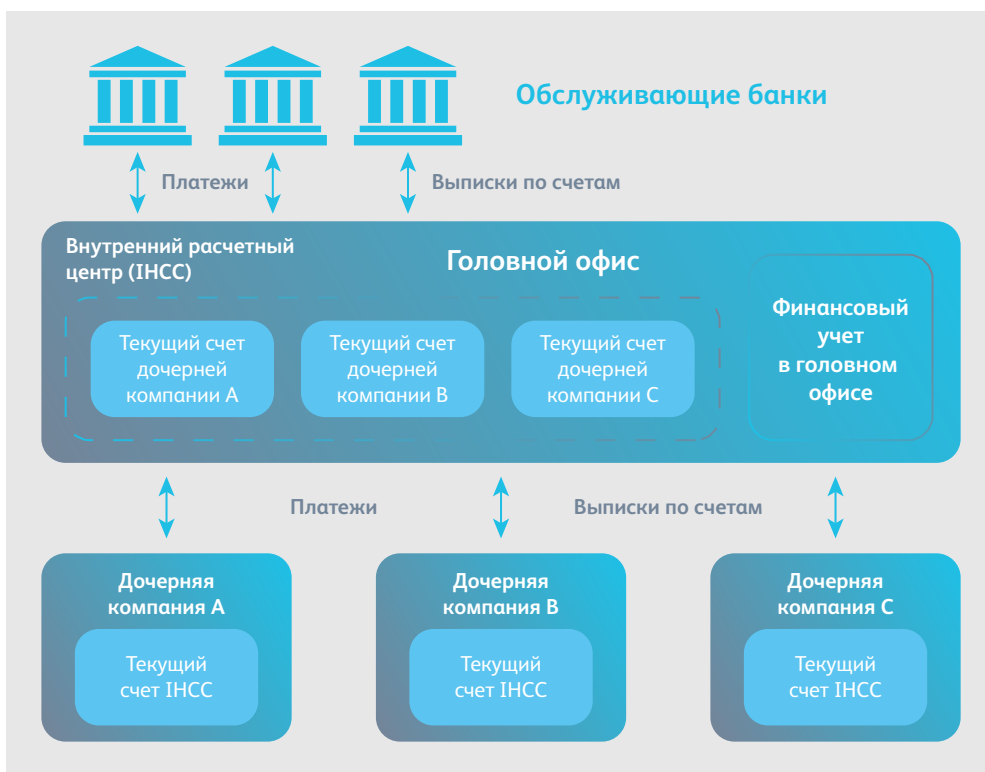 Обслуживающие банки
Платежи
Выписки по счетам
Внутренний расчетный
центр (IHCC)
Головной офис
Текущий счет
дочерней
компании A
Текущий счет
дочерней
компании B
Текущий счет
дочерней
компании C
Финансовый
учет
в головном
офисе
Платежи
Выписки по счетам
Дочерняя
компания A
Текущий
счет IHCC
Дочерняя
компания B
Текущий
счет IHCC
Дочерняя
компания C
Текущий
счет IHCC